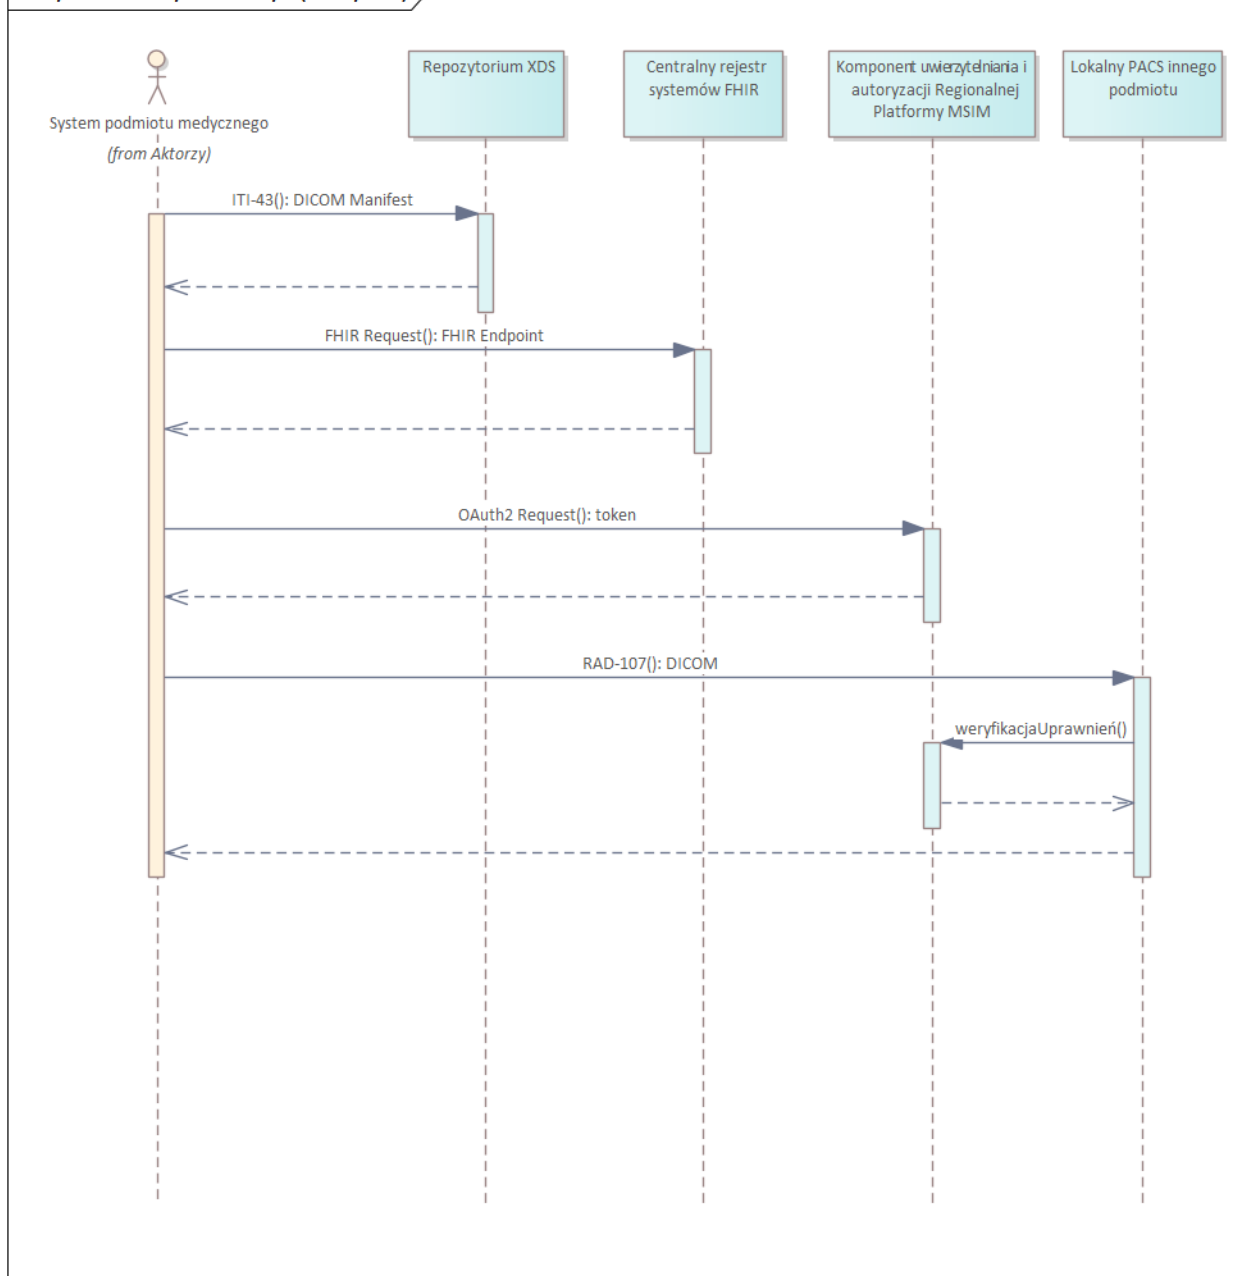 Repozytorium XDS
Centralny rejestr
systemów FHIR
Komponent uwierzytelniania i
autoryzacji Regionalnej
Platformy MSIM
Lokalny PACS innego
podmiotu
System podmiotu medycznego
(from Aktorzy)
ITI-43(): DICOM Manifest
FHIR Request(): FHIR Endpoint
OAuth2 Request(): token
RAD-107(): DICOM
weryfikacjaUprawnień()